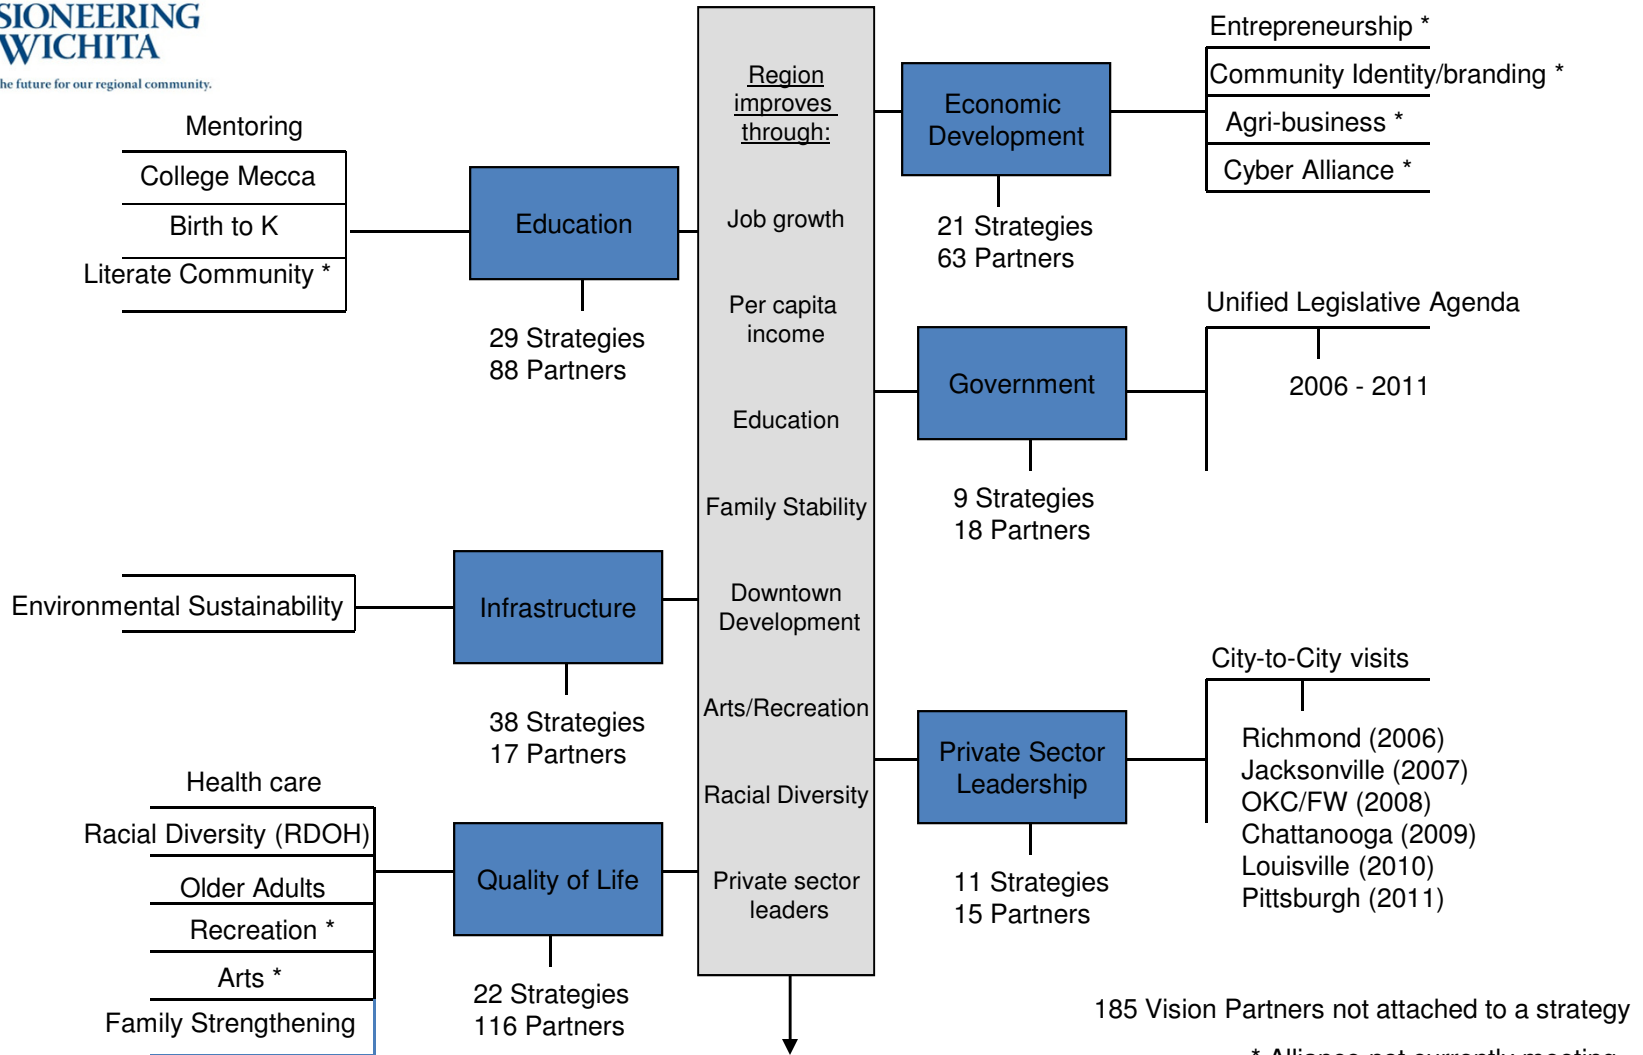 SIONEERING
WICHITA
he future for our regional community.
Mentoring
College Mecca
Birth to K
Literate Community *
Education
29 Strategies
88 Partners
Environmental Sustainability
Infrastructure
38 Strategies
17 Partners
Health care
Racial Diversity (RDOH)
Older Adults
Recreation *
Arts *
Family Strengthening
Quality of Life
22 Strategies
116 Partners
Region
improves
through:
Job growth
Per capita
income
Education
Family Stability
Downtown
Development
Arts/Recreation
Racial Diversity
Private sector
leaders
Economic
Development
21 Strategies
63 Partners
Entrepreneurship *
Community Identity/branding *
Agri-business *
Cyber Alliance *
Government
9 Strategies
18 Partners
Unified Legislative Agenda
2006 - 2011
Private Sector
Leadership
11 Strategies
15 Partners
City-to-City visits
Richmond (2006)
Jacksonville (2007)
OKC/FW (2008)
Chattanooga (2009)
Louisville (2010)
Pittsburgh (2011)
185 Vision Partners not attached to a strategy
* Alliance not currently meeting